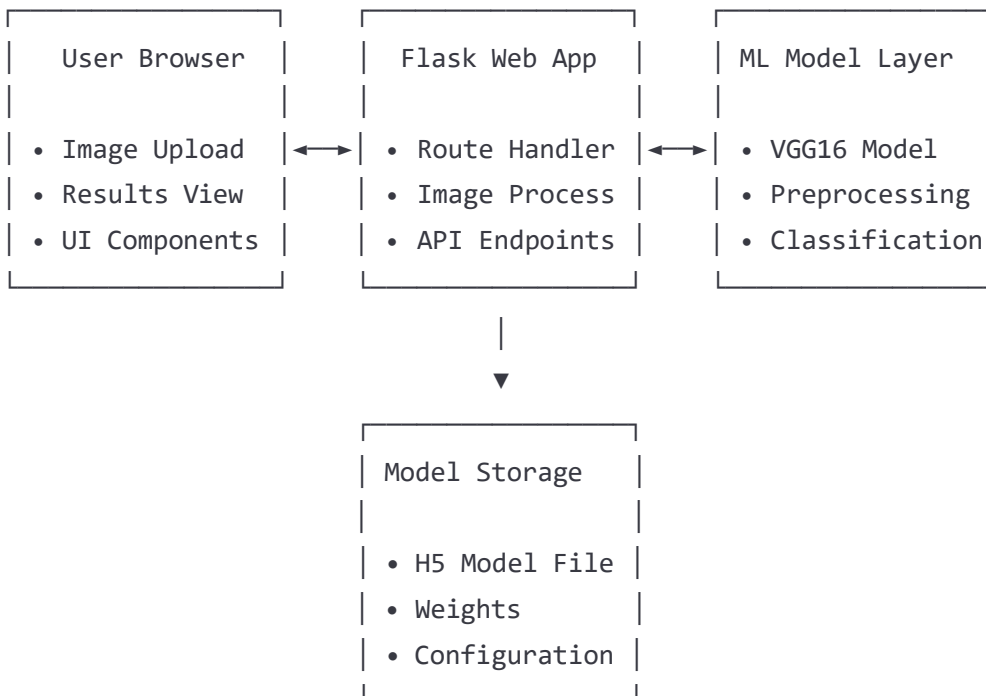 User Browser
Flask Web App
ML Model Layer
• Image Upload
• Route Handler
• VGG16 Model
• Results View
• Image Process
• Preprocessing
• UI Components
• API Endpoints
• Classification
Model Storage
• H5 Model File
• Weights
• Configuration